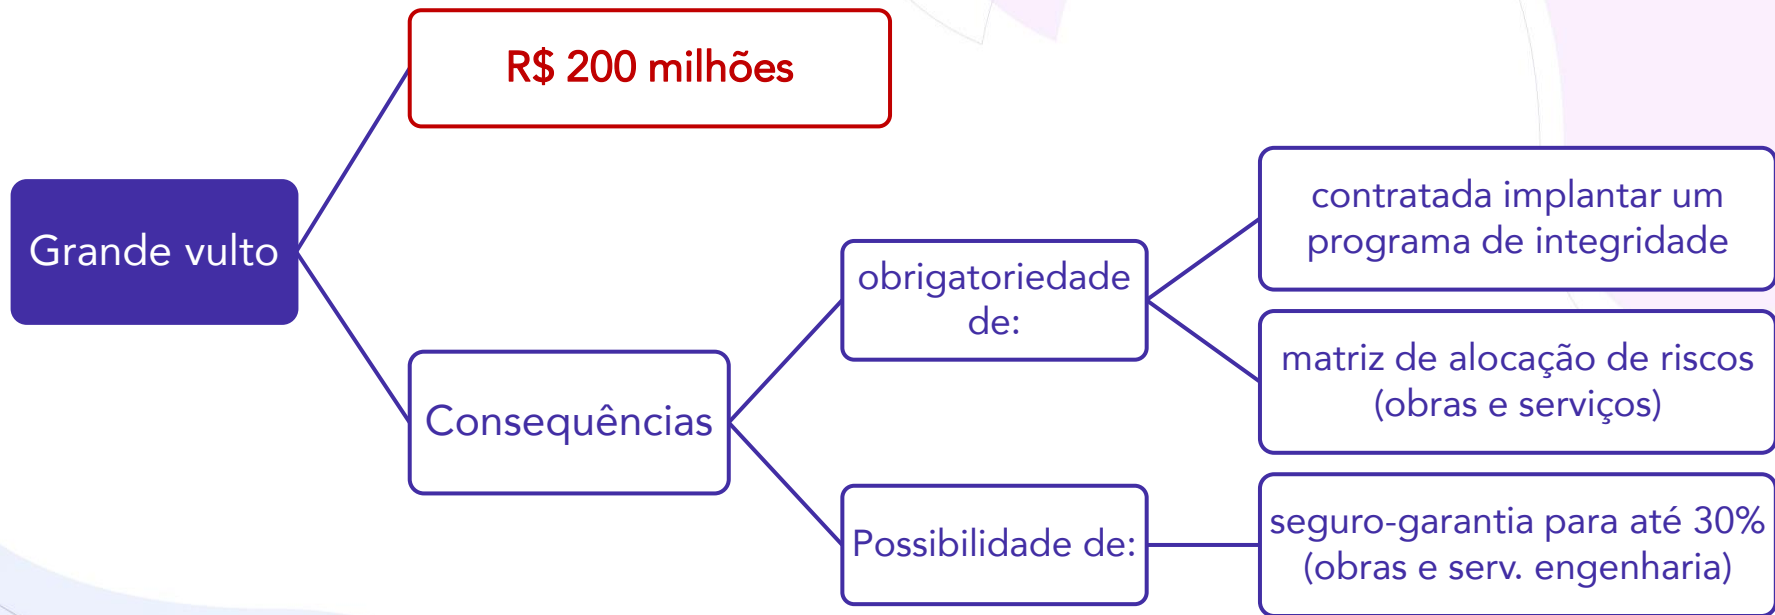 R$ 200 milhões
Grande vulto
Consequências
obrigatoriedade
de:
contratada implantar um
programa de integridade
matriz de alocação de riscos
(obras e serviços)
Possibilidade de:
seguro-garantia para até 30%
(obras e serv. engenharia)